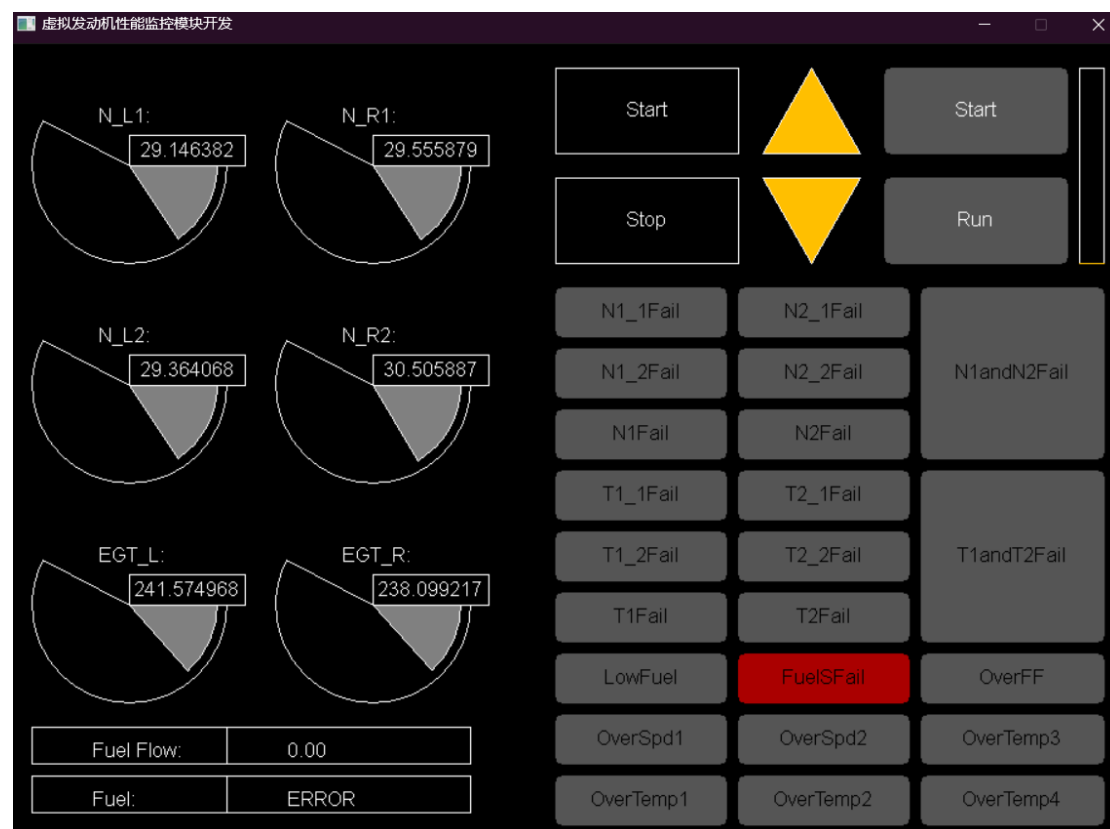 虚拟发动机性能监控模块开发
N_L1:
29.146382
N_R1:
29.555879
N_L2:
29.364068
N_R2:
30.505887
EGT_L:
241.574968
EGT_R:
238.099217
Fuel Flow: 0.00
Fuel: ERROR
Start
Start
Stop
Run
N1_1Fail
N2_1Fail
N1_2Fail
N2_2Fail
N1andN2Fail
N1Fail
N2Fail
T1_1Fail
T2_1Fail
T1_2Fail
T2_2Fail
T1andT2Fail
T1Fail
T2Fail
LowFuel
FuelSFail
OverFF
OverSpd1
OverSpd2
OverTemp3
OverTemp1
OverTemp2
OverTemp4